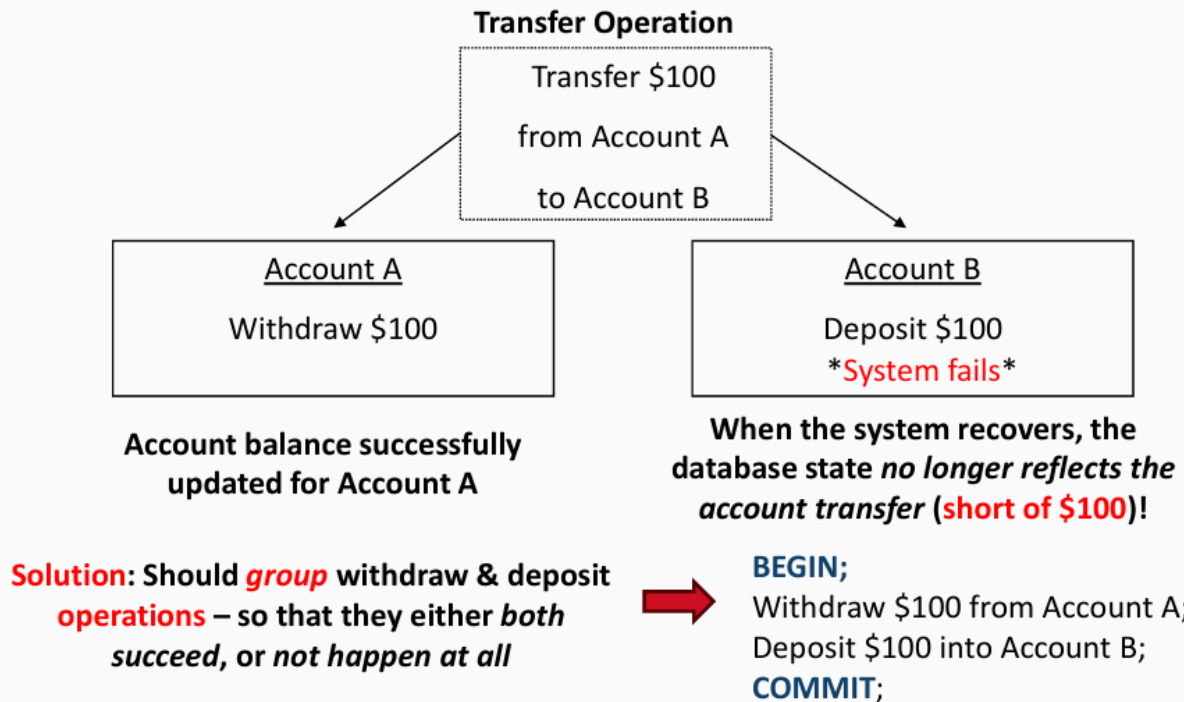 Transfer Operation
Transfer $100
from Account A
to Account B
Account A
Withdraw $100
Account B
Deposit $100
*System fails*
Account balance successfully
updated for Account A
When the system recovers, the
database state no longer reflects the
account transfer (short of $100)!
Solution: Should group withdraw & deposit
operations – so that they either both
succeed, or not happen at all
BEGIN;
Withdraw $100 from Account A;
Deposit $100 into Account B;
COMMIT;